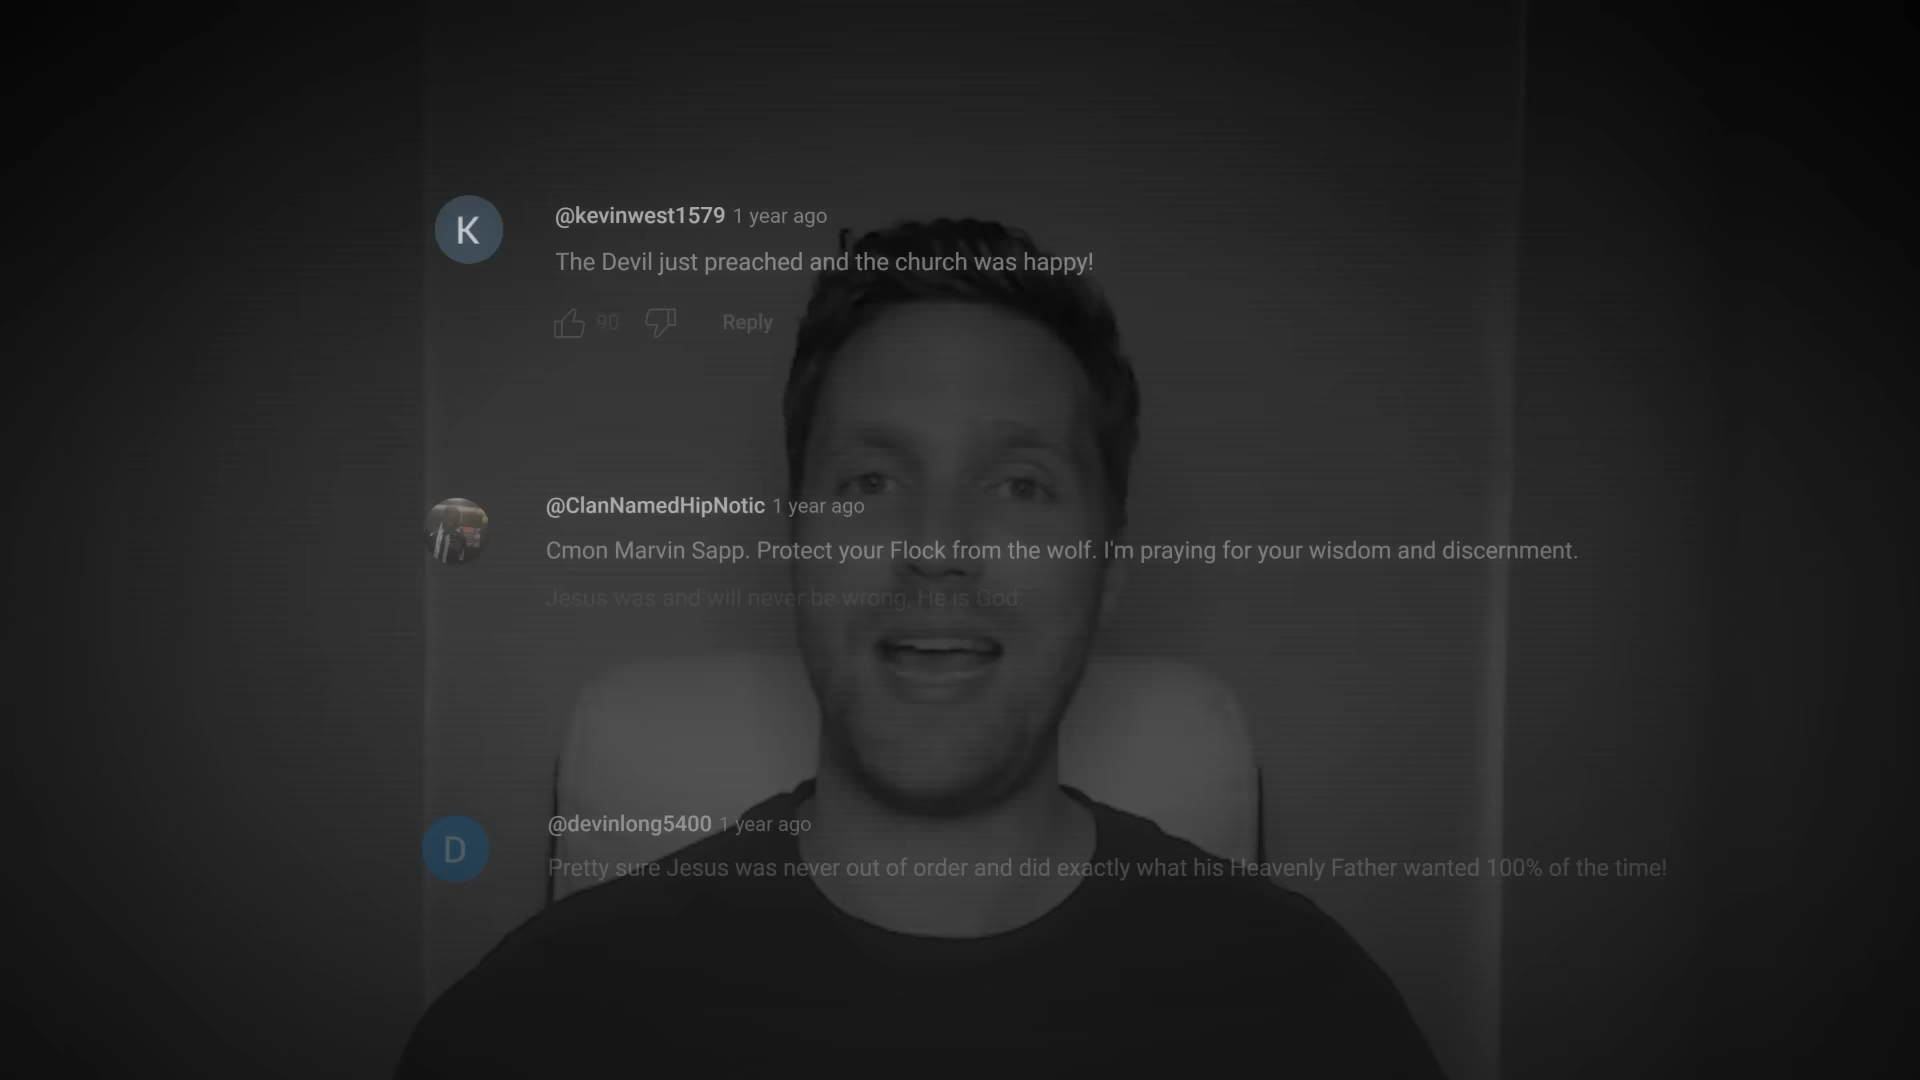 K
@kevinwest1579 1 year ago
The Devil just preached and the church was happy!
90 Reply
@ClanNamedHipNotic 1 year ago
Cmon Marvin Sapp. Protect your Flock from the wolf. I'm praying for your wisdom and discernment.
Jesus was and will never be wrong, He is God.
D
@devinlong5400 1 year ago
Pretty sure Jesus was never out of order and did exactly what his Heavenly Father wanted 100% of the time!